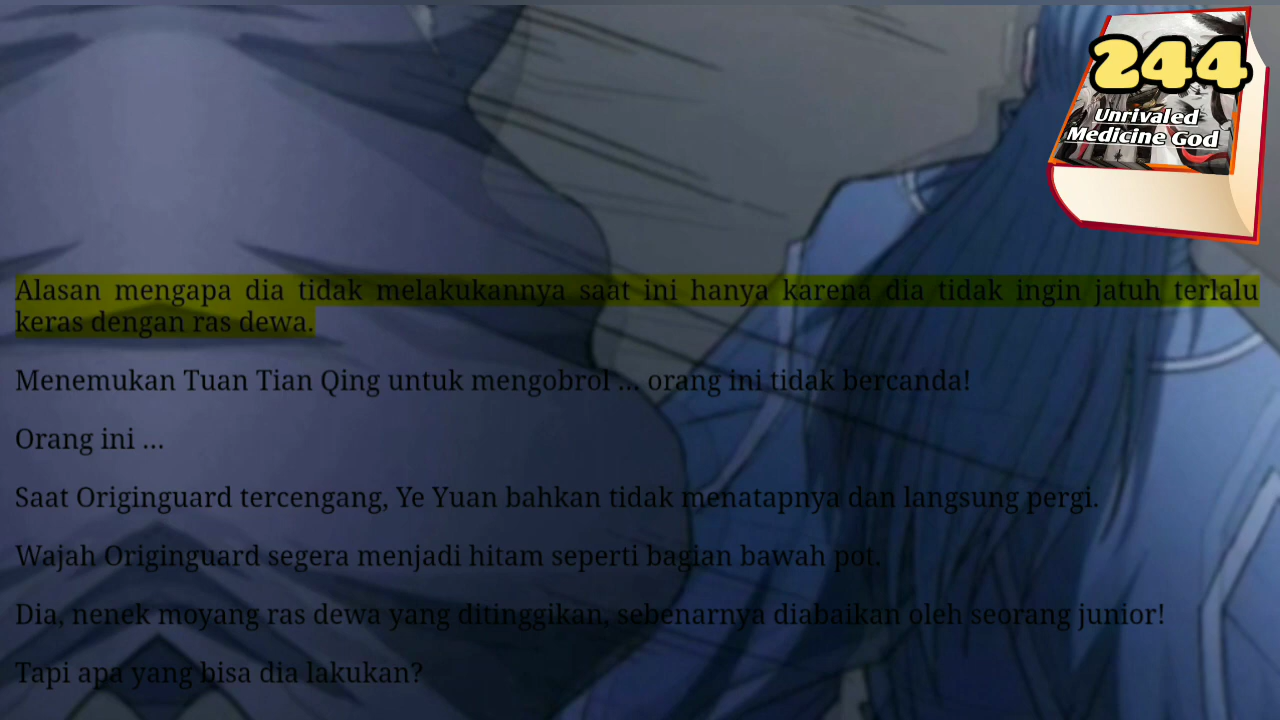 244
Unrivaled
Medicine God
Alasan mengapa dia tidak melakukannya saat ini hanya karena dia tidak ingin jatuh terlalu
keras dengan ras dewa.
Menemukan Tuan Tian Qing untuk mengobrol ... orang ini tidak bercanda!
Orang ini ...
Saat Originguard tercengang, Ye Yuan bahkan tidak menatapnya dan langsung pergi.
Wajah Originguard segera menjadi hitam seperti bagian bawah pot.
Dia, nenek moyang ras dewa yang ditinggikan, sebenarnya diabaikan oleh seorang junior!
Tapi apa yang bisa dia lakukan?